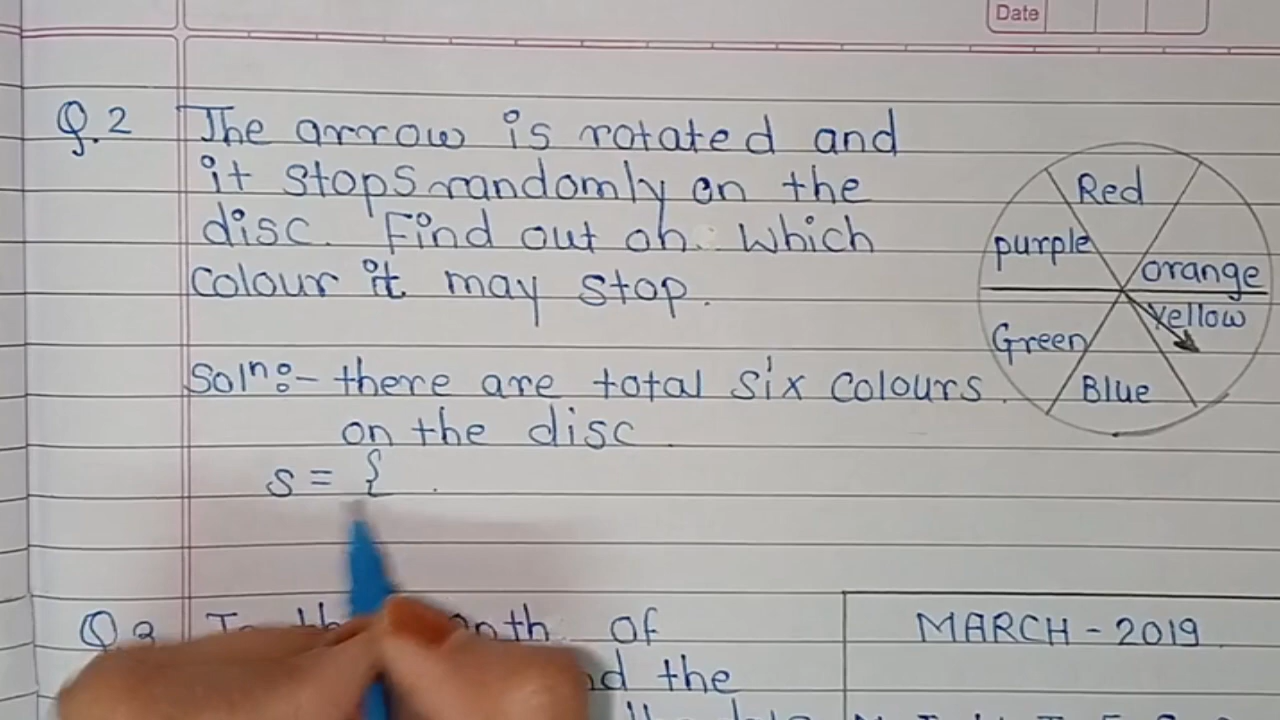 Date
Q.2 The arrow is rotated and
it stops randomly on the
disc. Find out on which
colour it may stop.
Red
purple
orange
yellow
Green
Blue
Solⁿ:- there are total six colours
on the disc
s = {
Q.3
of
MARCH - 2019
the